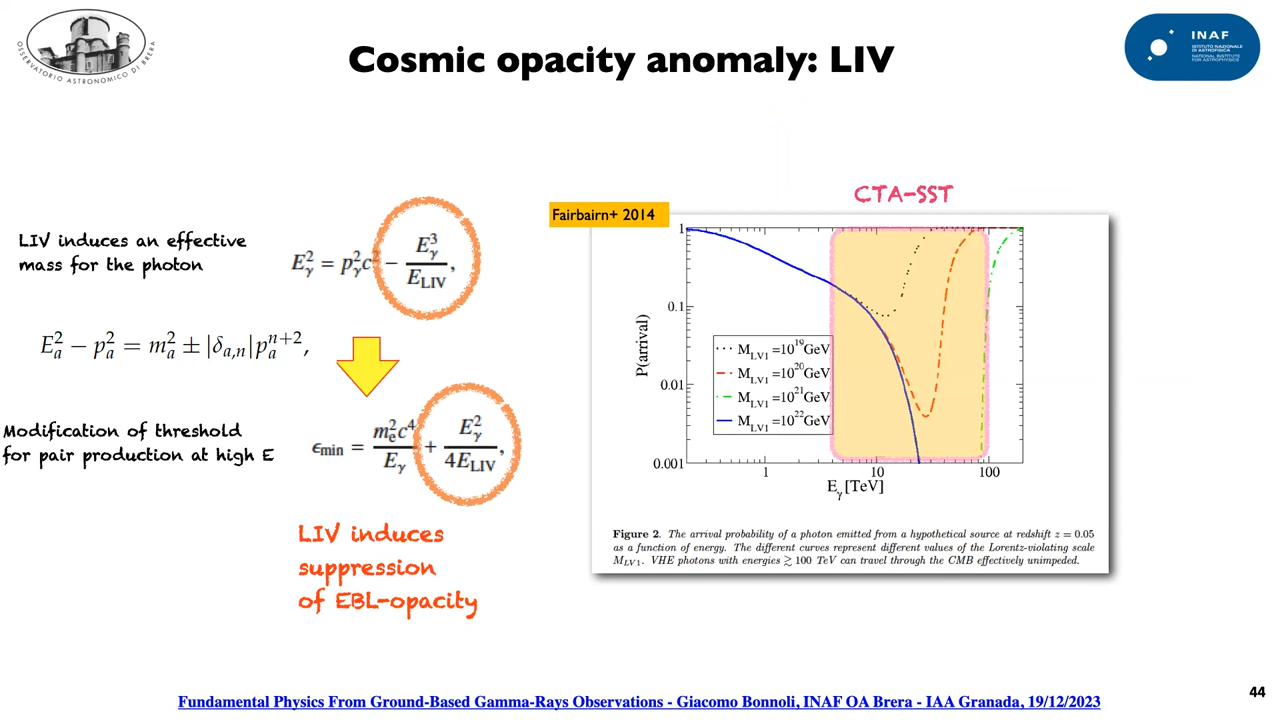 OSSERVATORIO ASTRONOMICO DI BRERA
Cosmic opacity anomaly: LIV
INAF
ISTITUTO NAZIONALE
DI ASTROFISICA
NATIONAL INSTITUTE
FOR ASTROPHYSICS
LIV induces an effective
mass for the photon
E_γ^2 = p_γ^2 c^2 − E_γ^3 / E_LIV,
E_a^2 − p_a^2 = m_a^2 ± |δ_{a,n}| p_a^{n+2},
Modification of threshold
for pair production at high E
ϵ_min = m_e^2 c^4 / E_γ + E_γ^2 / 4E_LIV,
LIV induces
suppression
of EBL-opacity
CTA-SST
Fairbairn+ 2014
P(arrival)
1
0.1
0.01
0.001
M_LV1 =10^19 GeV
M_LV1 =10^20 GeV
M_LV1 =10^21 GeV
M_LV1 =10^22 GeV
1 10 100
E_γ [TeV]
Figure 2. The arrival probability of a photon emitted from a hypothetical source at redshift z = 0.05
as a function of energy. The different curves represent different values of the Lorentz-violating scale
M_LV1. VHE photons with energies ≳ 100 TeV can travel through the CMB effectively unimpeded.
Fundamental Physics From Ground-Based Gamma-Rays Observations - Giacomo Bonnoli, INAF OA Brera - IAA Granada, 19/12/2023
44